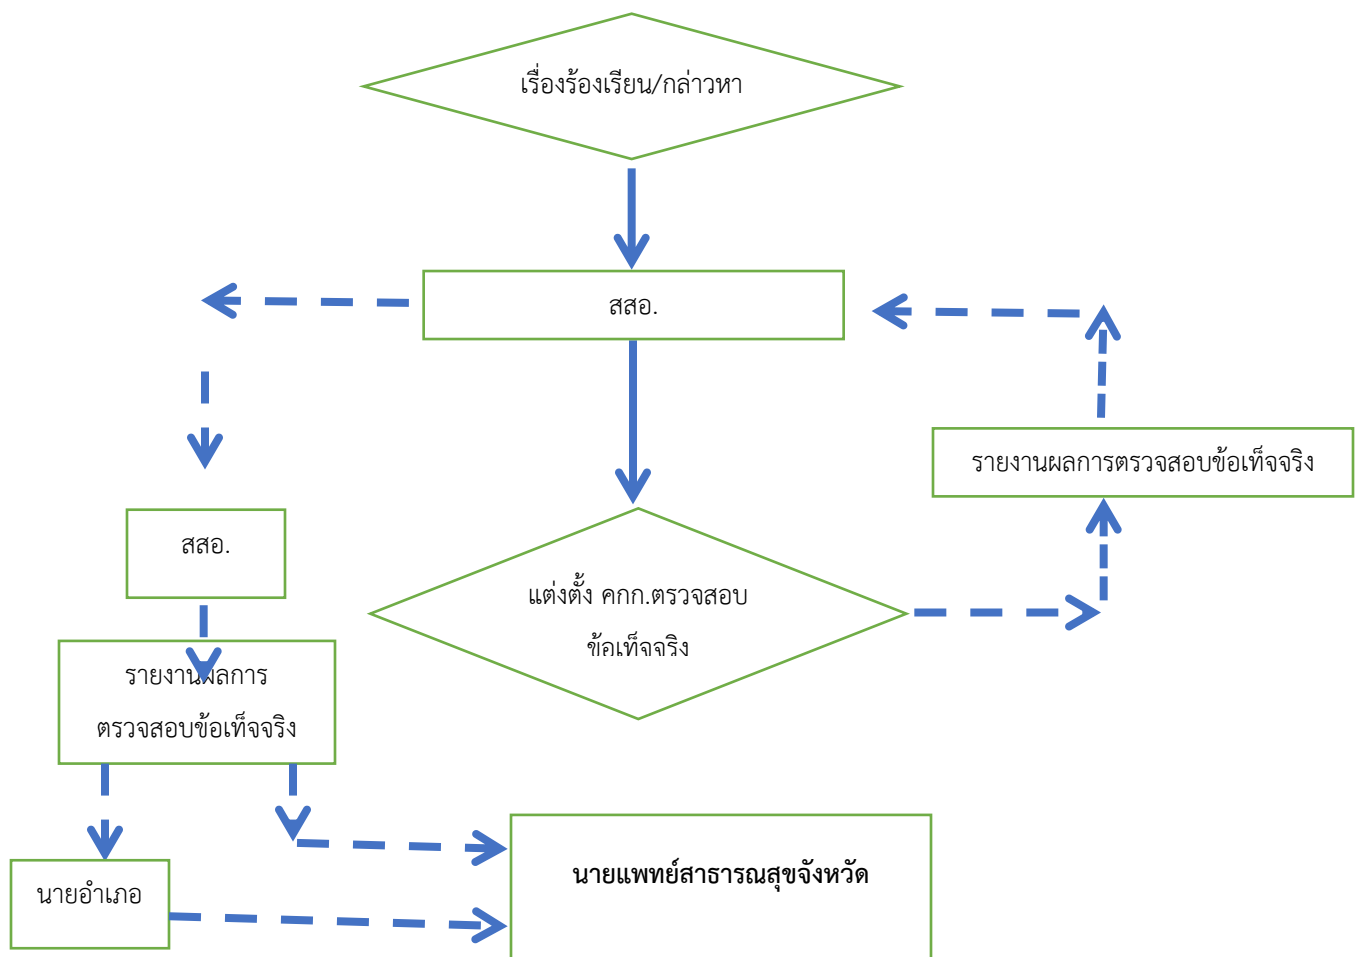 เรื่องร้องเรียน/กล่าวหา
สสอ.
รายงานผลการตรวจสอบข้อเท็จจริง
สสอ.
แต่งตั้ง คกก.ตรวจสอบ
ข้อเท็จจริง
รายงานผลการ
ตรวจสอบข้อเท็จจริง
นายแพทย์สาธารณสุขจังหวัด
นายอำเภอ